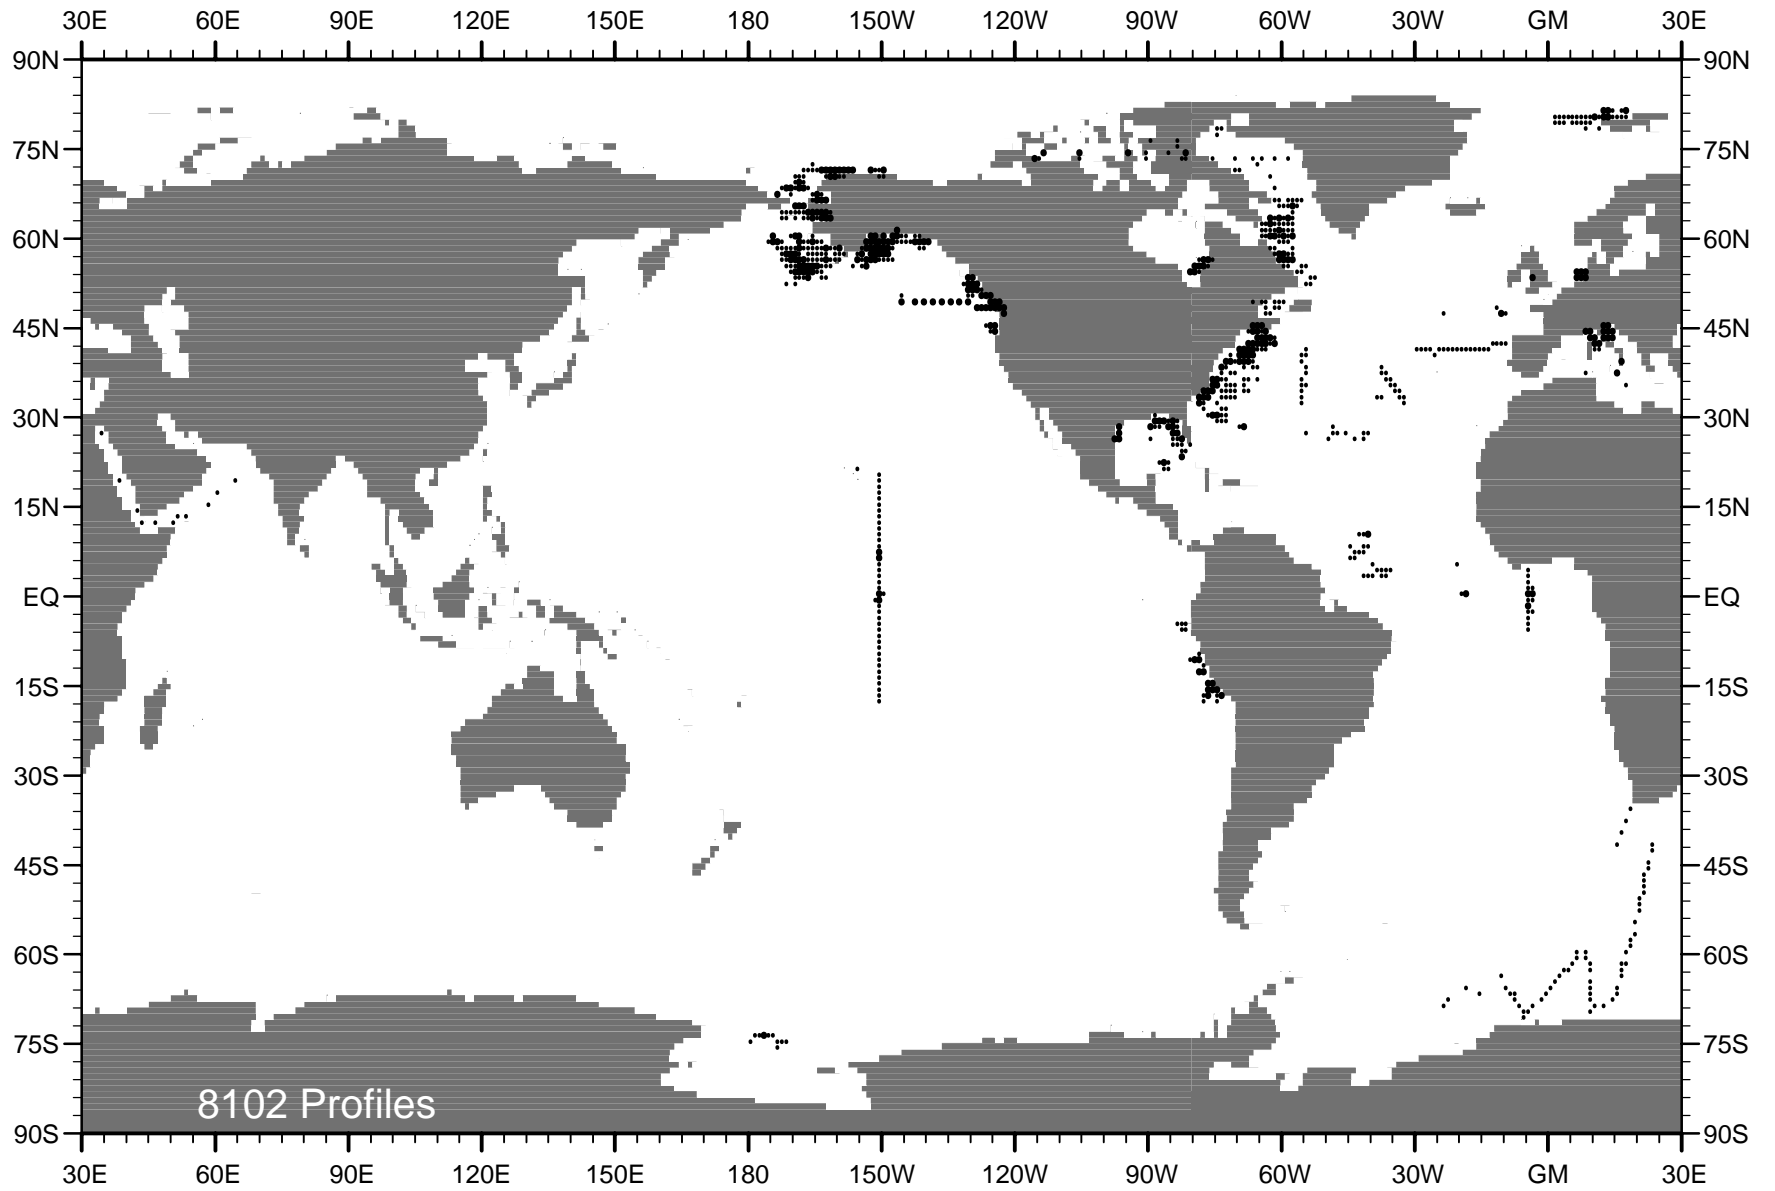 30E 60E 90E 120E 150E 180 150W 120W 90W 60W 30W GM 30E
90N 90N
75N 75N
60N 60N
45N 45N
30N 30N
15N 15N
EQ EQ
15S 15S
30S 30S
45S 45S
60S 60S
75S 75S
8102 Profiles
90S 90S
30E 60E 90E 120E 150E 180 150W 120W 90W 60W 30W GM 30E